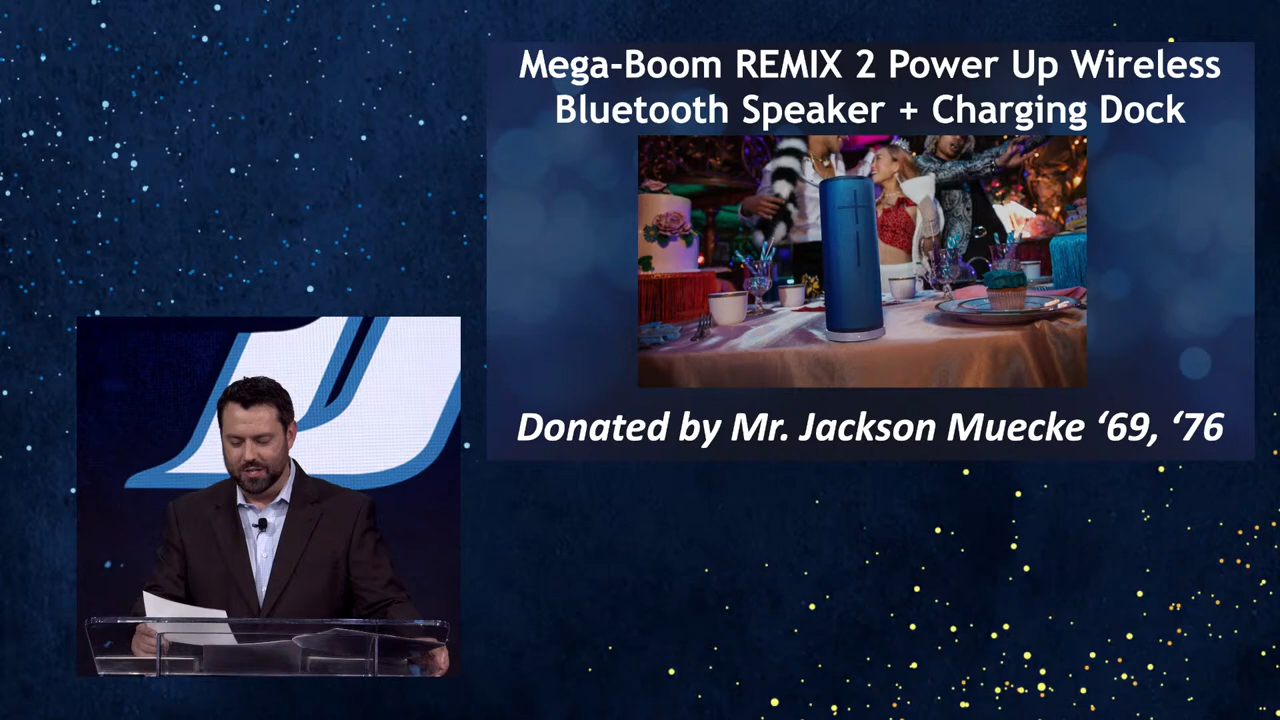 Mega-Boom REMIX 2 Power Up Wireless
Bluetooth Speaker + Charging Dock
Donated by Mr. Jackson Muecke ‘69, ‘76